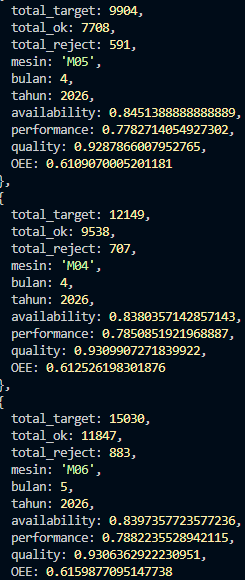 total_target: 9904,
total_ok: 7708,
total_reject: 591,
mesin: 'M05',
bulan: 4,
tahun: 2026,
availability: 0.8451388888888889,
performance: 0.7782714054927302,
quality: 0.9287866007952765,
OEE: 0.6109070005201181
},
{
total_target: 12149,
total_ok: 9538,
total_reject: 707,
mesin: 'M04',
bulan: 4,
tahun: 2026,
availability: 0.8380357142857143,
performance: 0.7850851921968887,
quality: 0.9309907271839922,
OEE: 0.612526198301876
},
{
total_target: 15030,
total_ok: 11847,
total_reject: 883,
mesin: 'M06',
bulan: 5,
tahun: 2026,
availability: 0.8397357723577236,
performance: 0.7882235528942115,
quality: 0.9306362922230951,
OEE: 0.6159877095147738